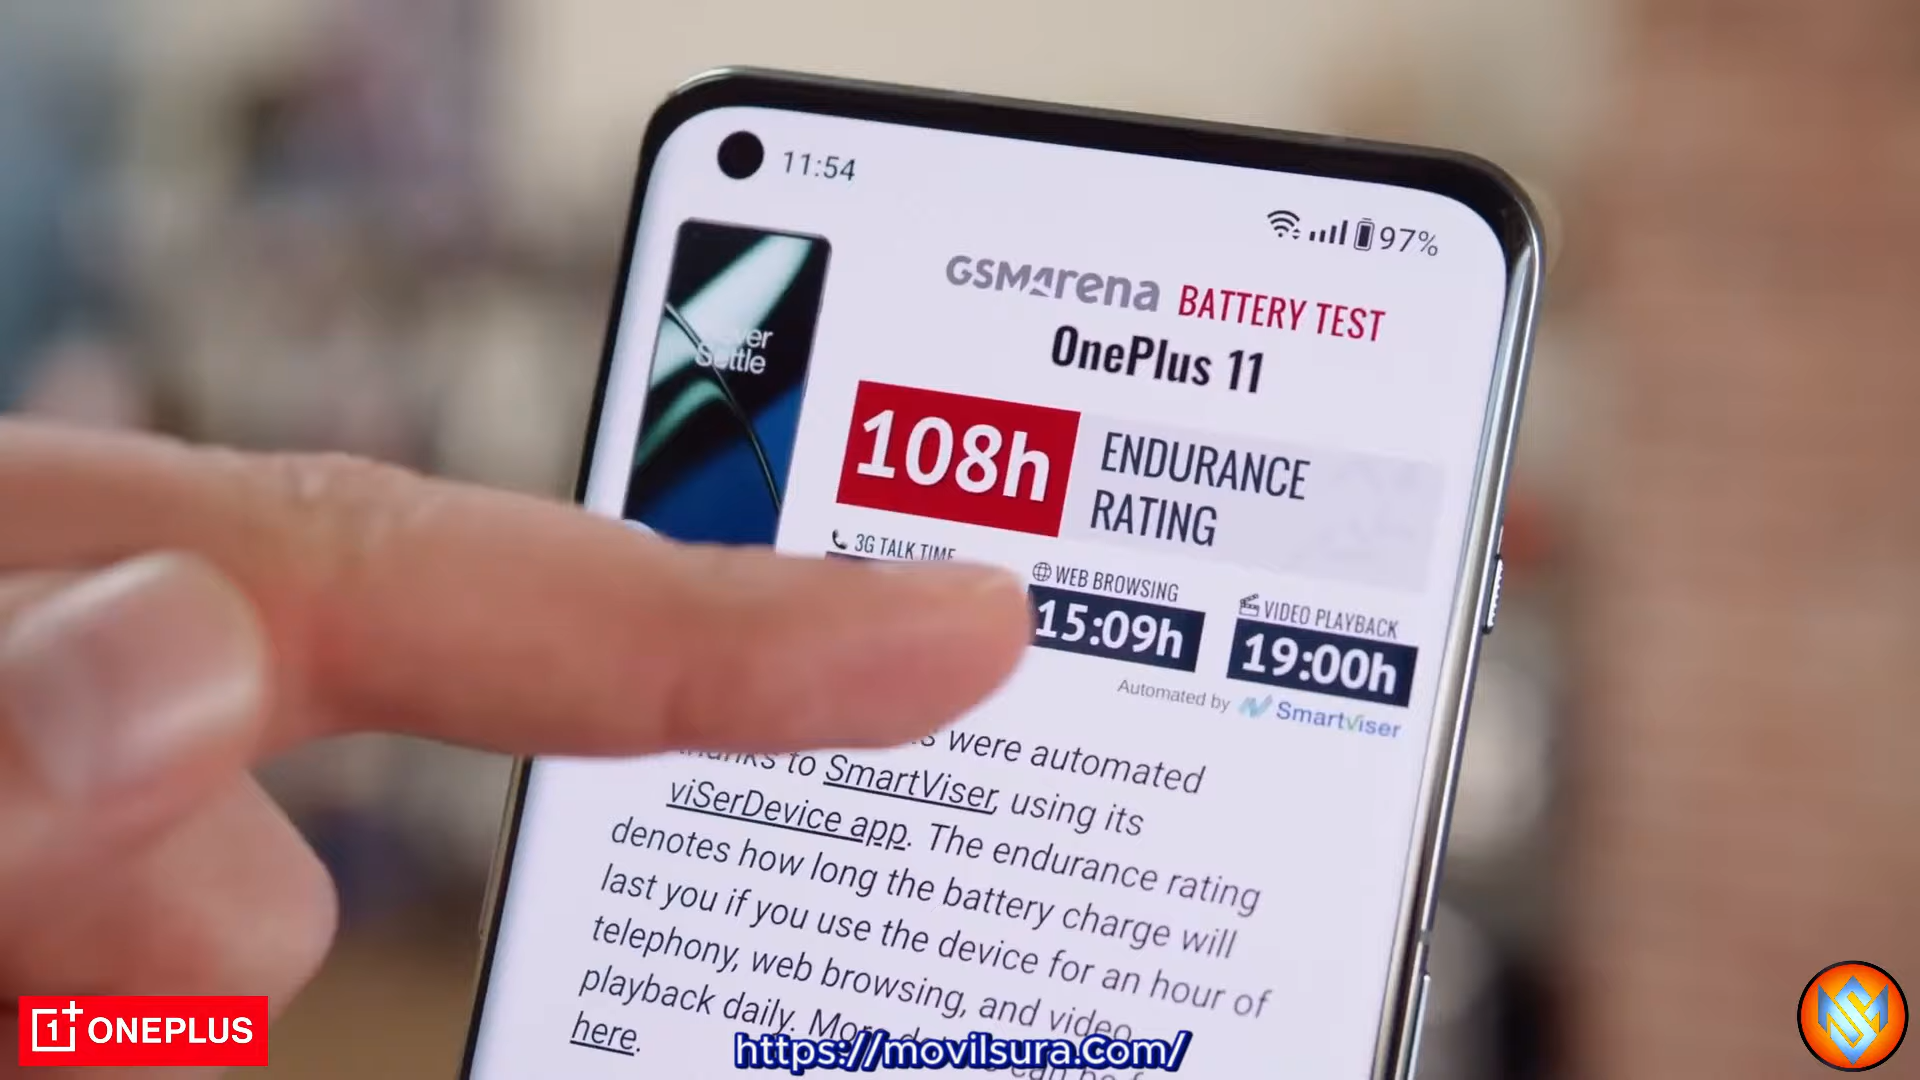 11:54
97%
GSMArena BATTERY TEST
OnePlus 11
Settle
108h
ENDURANCE
RATING
3G TALK TIME
WEB BROWSING
15:09h
VIDEO PLAYBACK
19:00h
Automated by SmartViser
were automated
to SmartViser, using its
viSerDevice app. The endurance rating
denotes how long the battery charge will
last you if you use the device for an hour of
telephony, web browsing, and video
playback daily.
here.
1+ ONEPLUS
https://movilsura.Com/